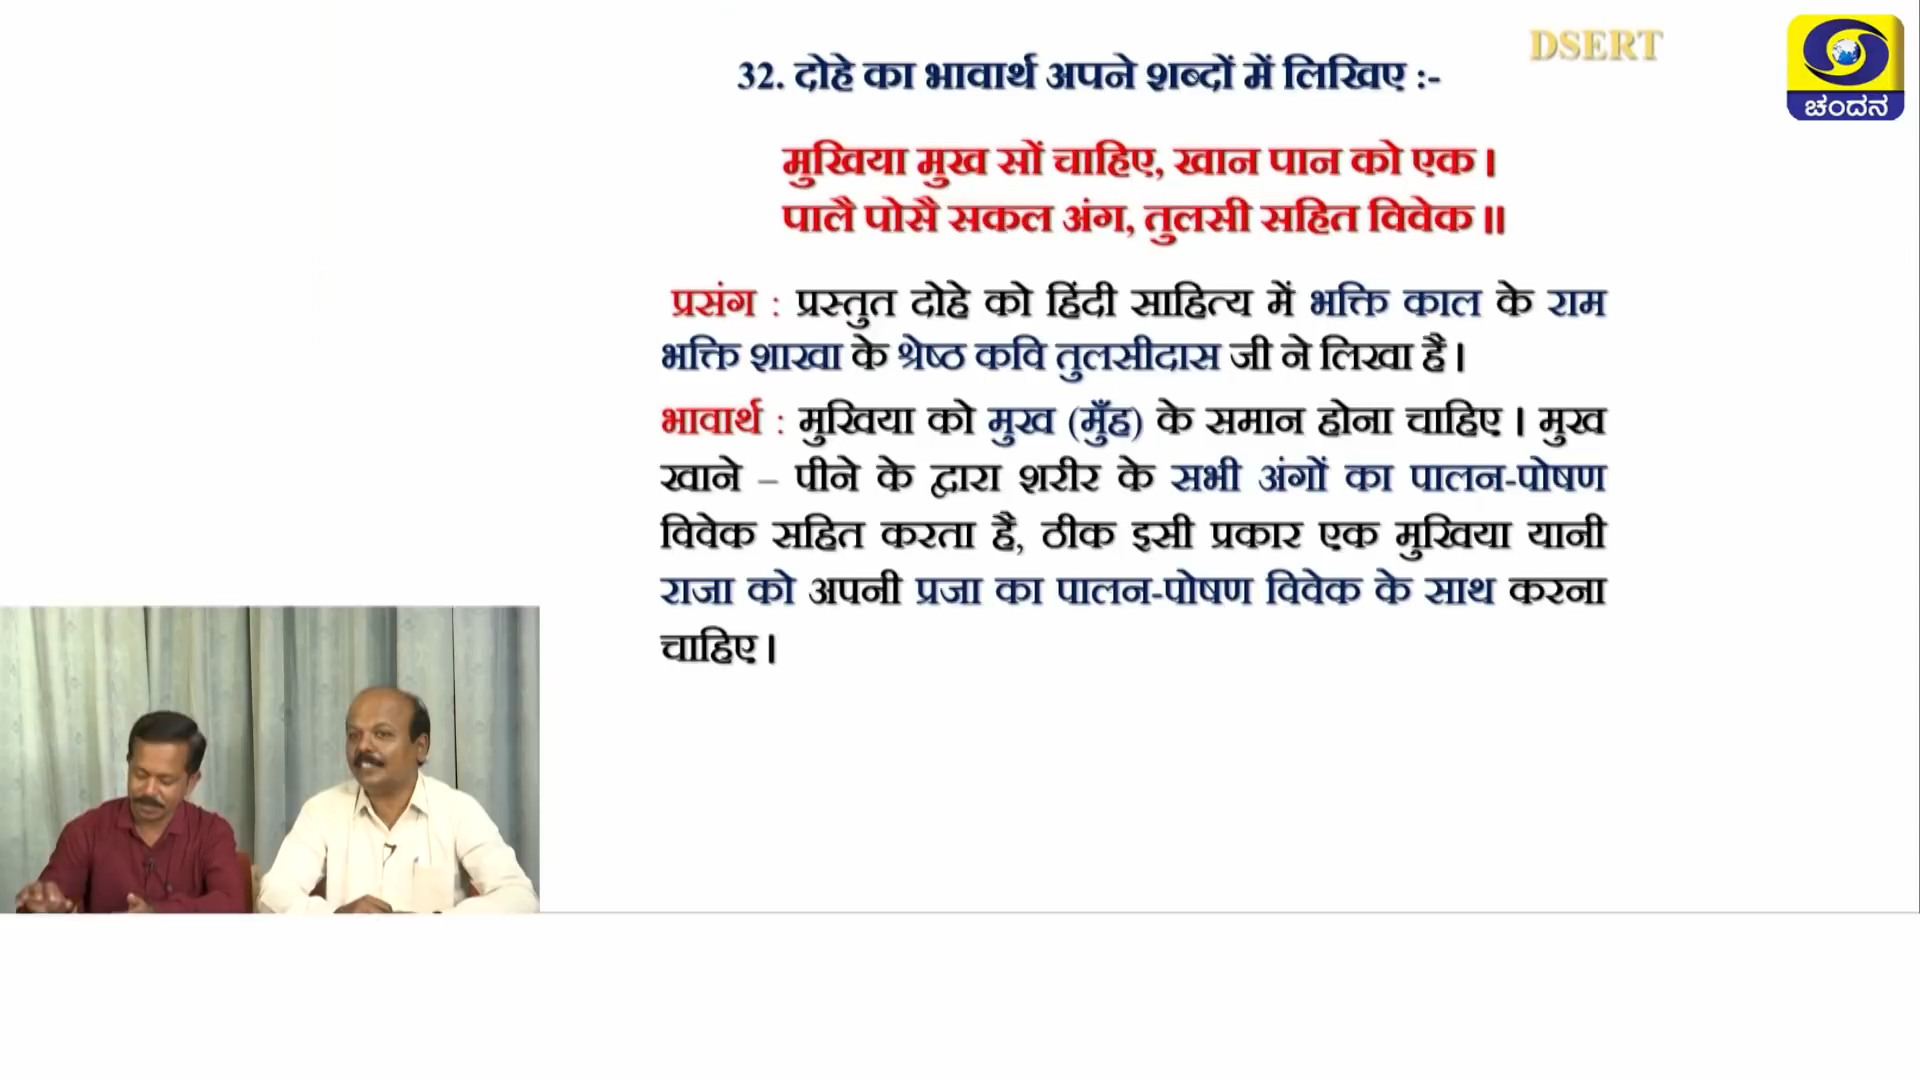 DSERT
ಚಂದನ
32. दोहे का भावार्थ अपने शब्दों में लिखिए :-
मुखिया मुख सों चाहिए, खान पान को एक ।
पालै पोसै सकल अंग, तुलसी सहित विवेक ॥
प्रसंग : प्रस्तुत दोहे को हिंदी साहित्य में भक्ति काल के राम
भक्ति शाखा के श्रेष्ठ कवि तुलसीदास जी ने लिखा है ।
भावार्थ : मुखिया को मुख (मुँह) के समान होना चाहिए । मुख
खाने – पीने के द्वारा शरीर के सभी अंगों का पालन-पोषण
विवेक सहित करता है, ठीक इसी प्रकार एक मुखिया यानी
राजा को अपनी प्रजा का पालन-पोषण विवेक के साथ करना
चाहिए ।